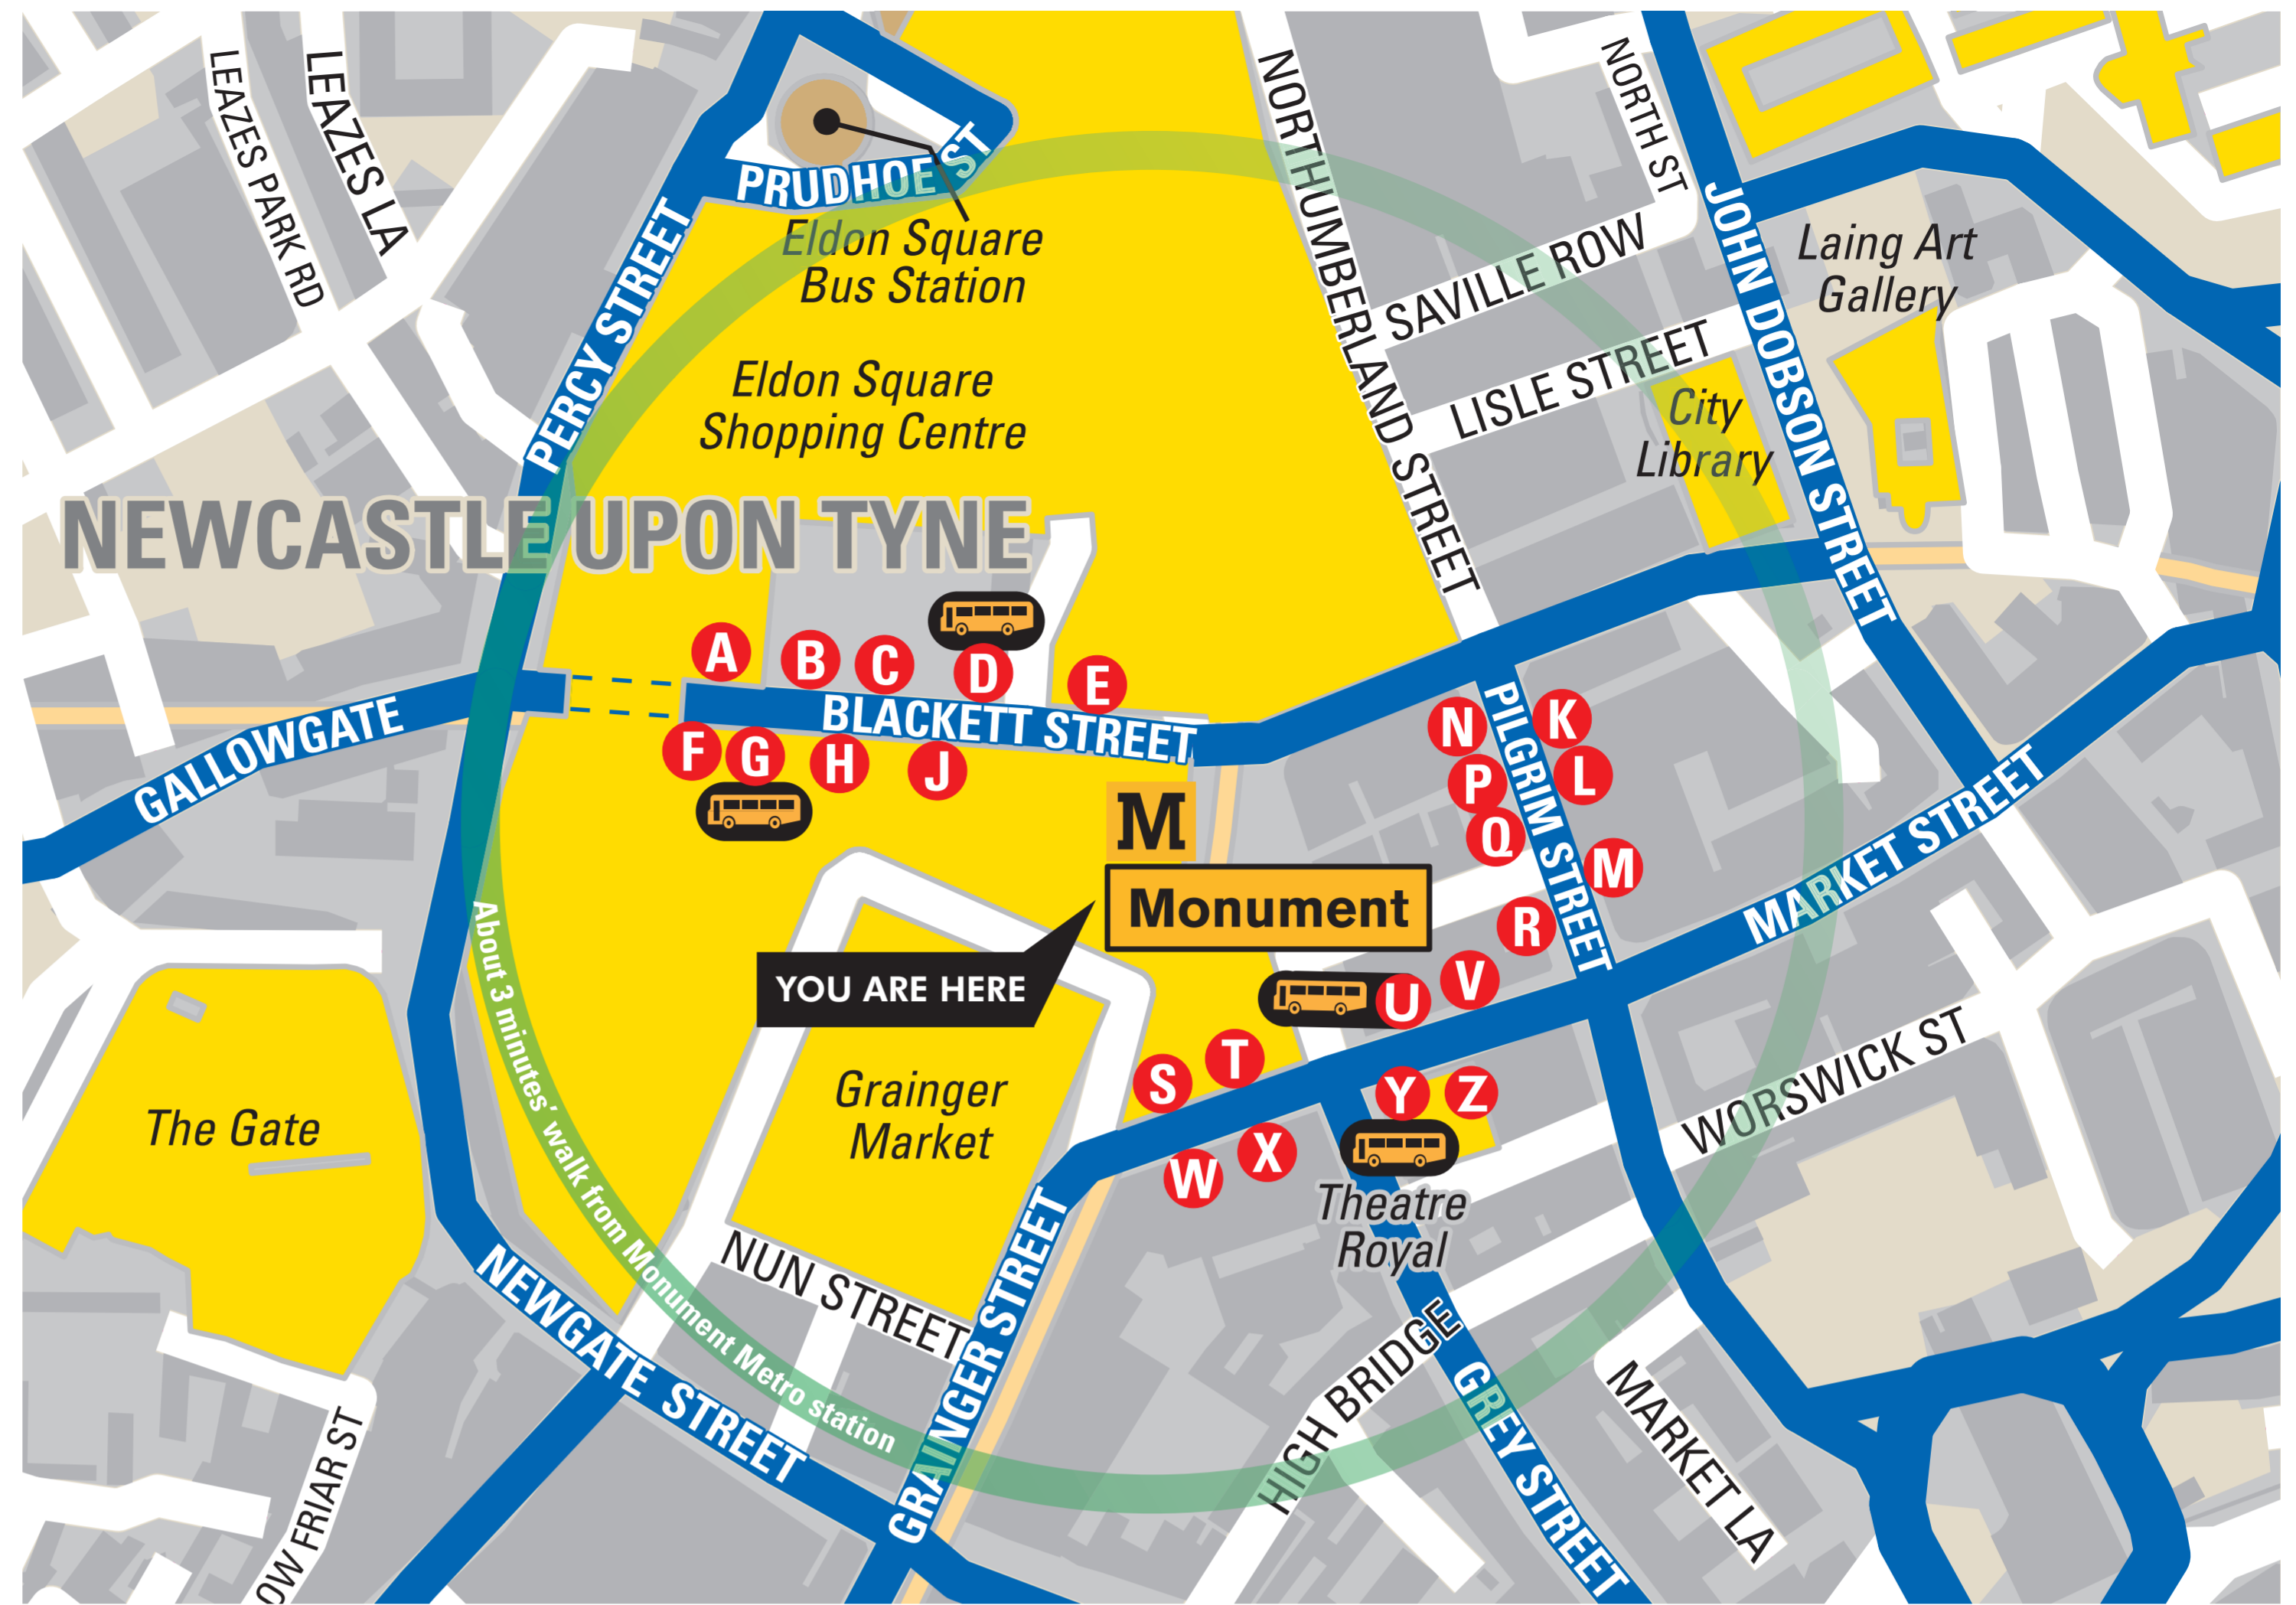 LEAZES PARK RD
LEAZES LA
PRUDHOE ST
NORTHUMBERLAND STREET
NORTH ST
JOHN DOBSON STREET
PERCY STREET
Eldon Square
Bus Station
SAVILLE ROW
Laing Art
Gallery
Eldon Square
Shopping Centre
LISLE STREET
City
Library
NEWCASTLE UPON TYNE
A
B
C
D
E
BLACKETT STREET
F
G
H
J
GALLOWGATE
N
K
P
L
Q
M
R
PILGRIM STREET
MARKET STREET
M
Monument
YOU ARE HERE
U
V
S
T
W
X
Y
Z
Theatre
Royal
Grainger
Market
The Gate
About 3 minutes' walk from Monument Metro station
WORSWICK ST
NUN STREET
NEWGATE STREET
GRAINGER STREET
HIGH BRIDGE
GREY STREET
MARKET LA
OW FRIAR ST